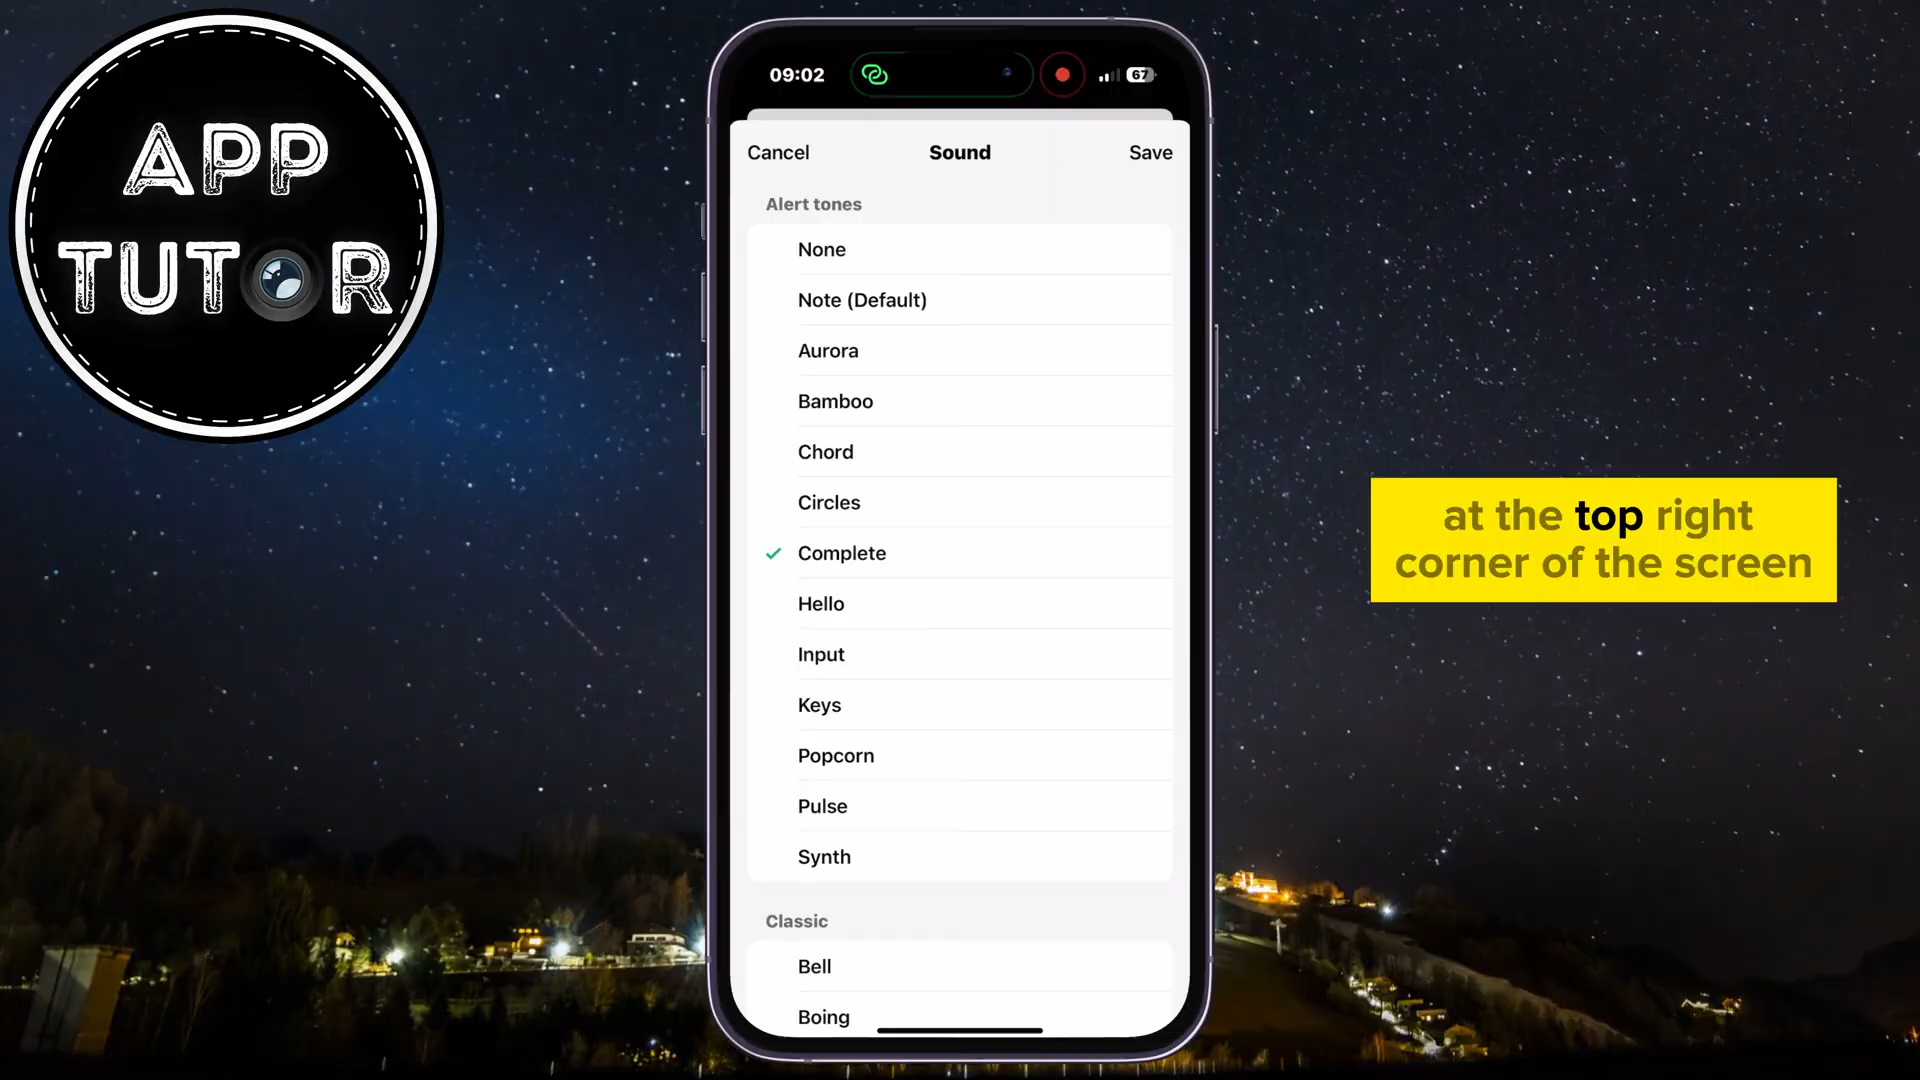 APP
TUTOR
09:02
67
Cancel
Sound
Save
Alert tones
None
Note (Default)
Aurora
Bamboo
Chord
Circles
Complete
Hello
Input
Keys
Popcorn
Pulse
Synth
Classic
Bell
Boing
at the top right
corner of the screen